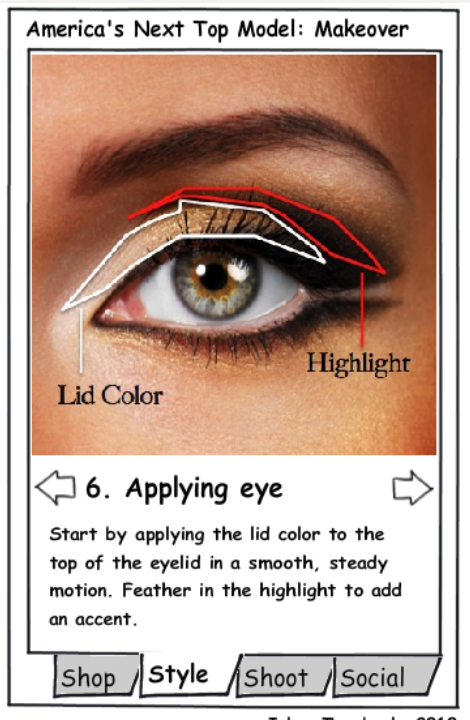 America's Next Top Model: Makeover
Highlight
Lid Color
6. Applying eye
Start by applying the lid color to the
top of the eyelid in a smooth, steady
motion. Feather in the highlight to add
an accent.
Shop Style Shoot Social